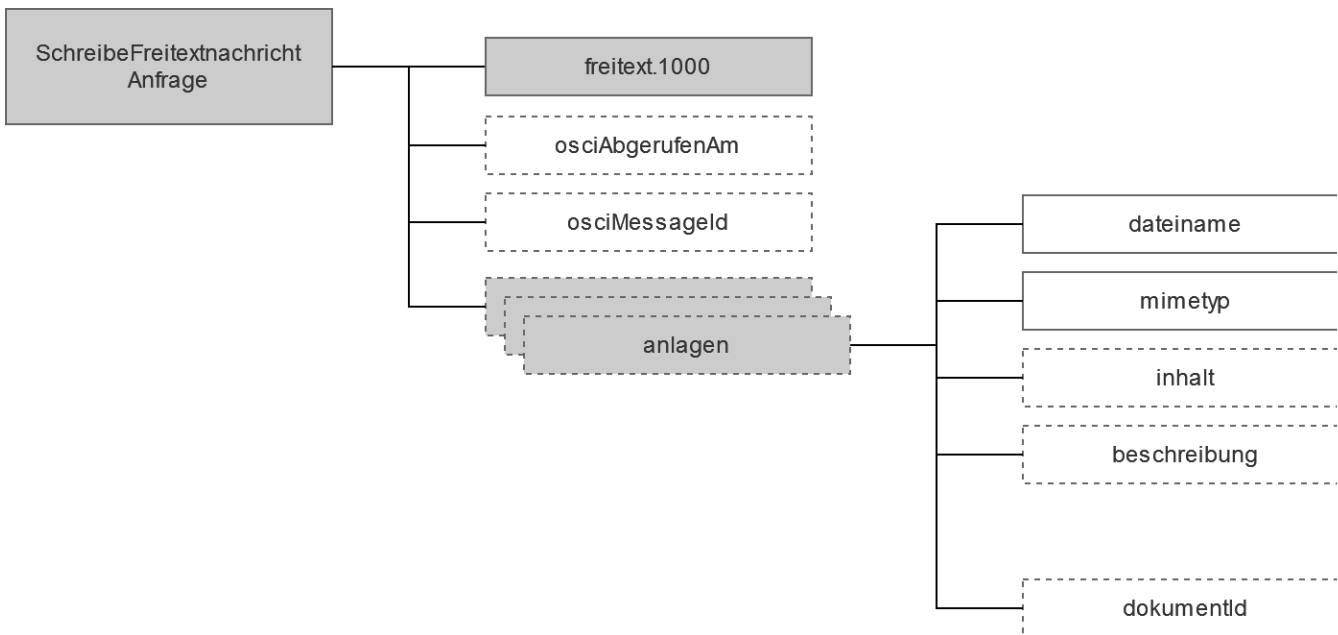 SchreibeFreitextnachricht
Anfrage
freitext.1000
osciAbgerufenAm
osciMessageId
anlagen
dateiname
mimetyp
inhalt
beschreibung
dokumentId